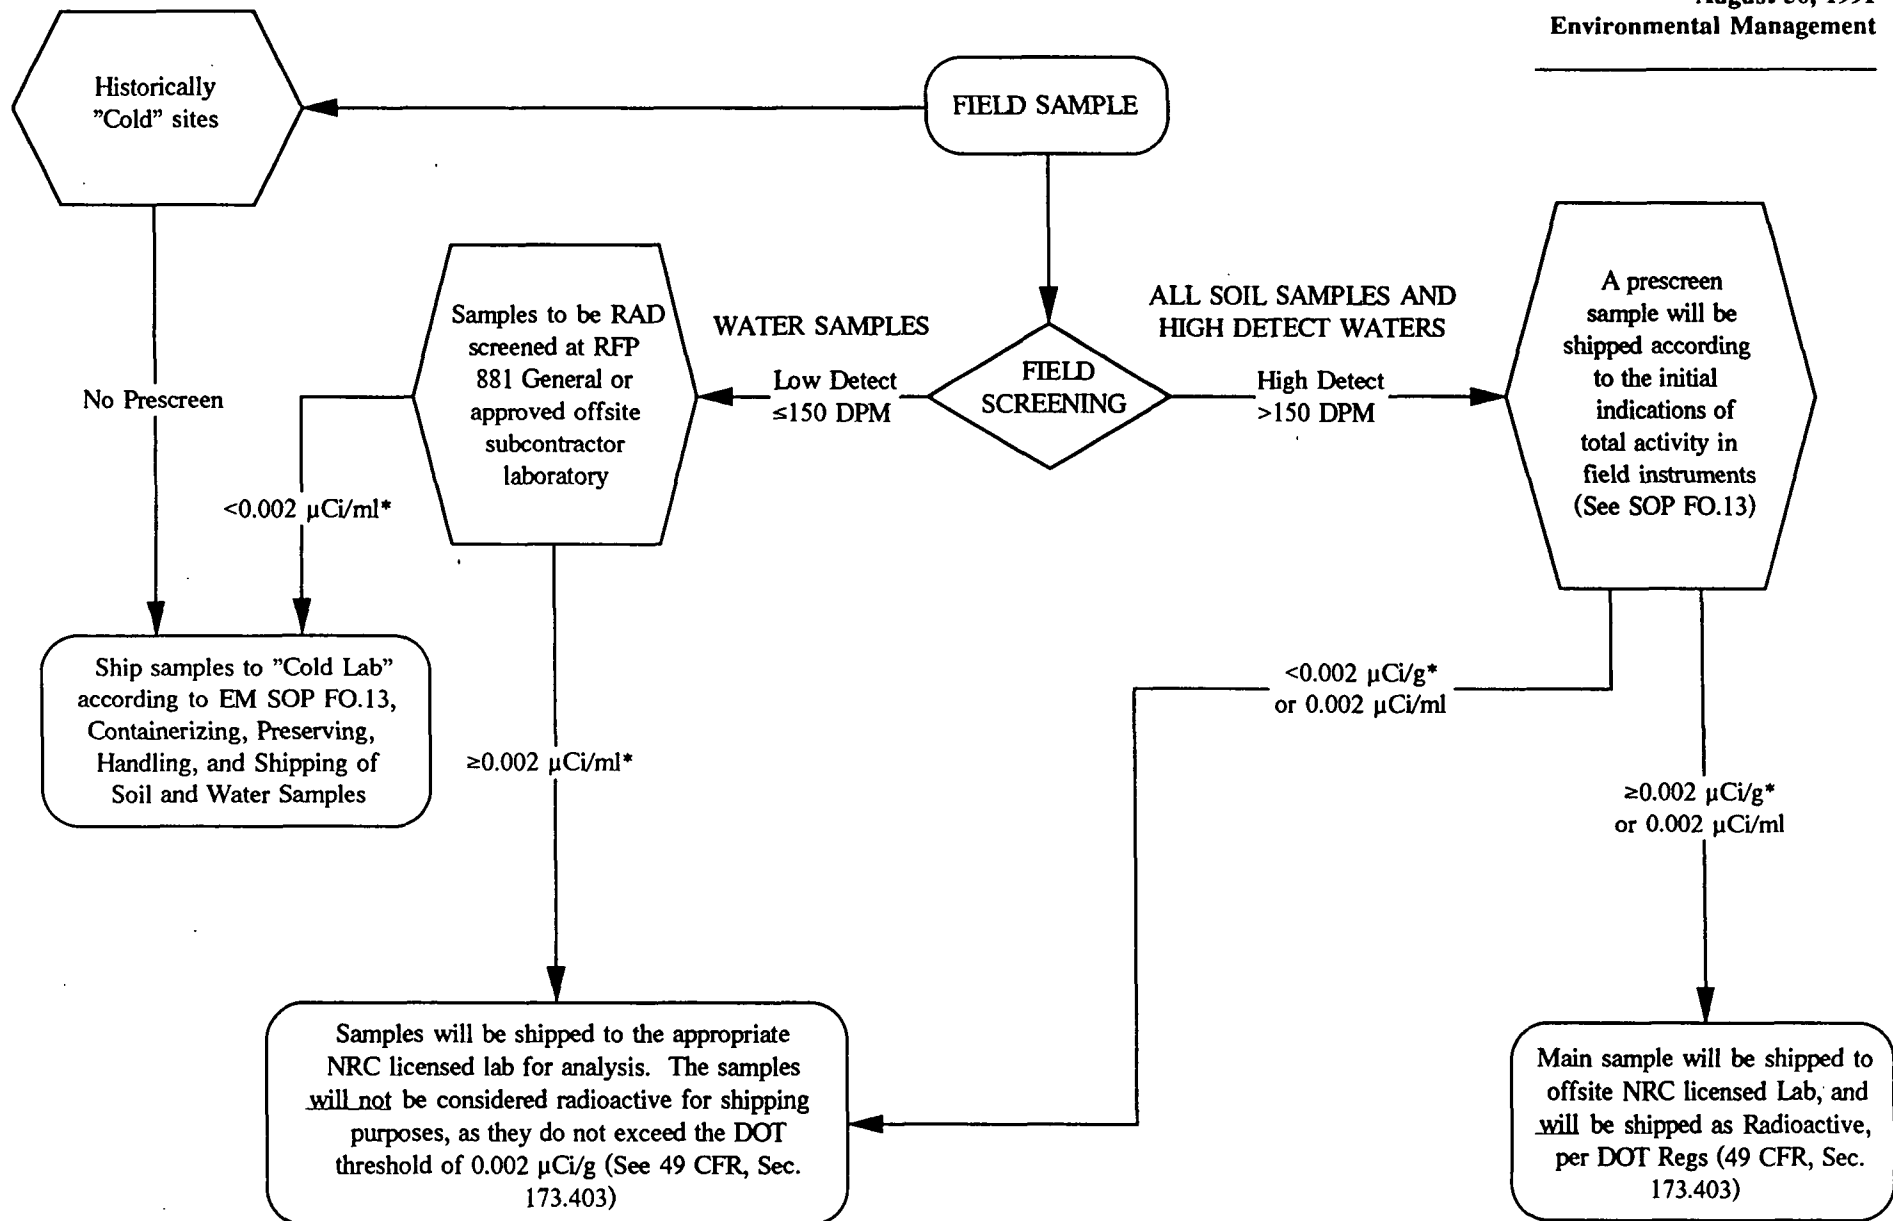 Environmental Management
FIELD SAMPLE
Historically
"Cold" sites
No Prescreen
Samples to be RAD
screened at RFP
881 General or
approved offsite
subcontractor
laboratory
WATER SAMPLES
Low Detect
≤150 DPM
FIELD
SCREENING
ALL SOIL SAMPLES AND
HIGH DETECT WATERS
High Detect
>150 DPM
A prescreen
sample will be
shipped according
to the initial
indications of
total activity in
field instruments
(See SOP FO.13)
<0.002 µCi/ml*
Ship samples to "Cold Lab"
according to EM SOP FO.13,
Containerizing, Preserving,
Handling, and Shipping of
Soil and Water Samples
≥0.002 µCi/ml*
<0.002 µCi/g*
or 0.002 µCi/ml
≥0.002 µCi/g*
or 0.002 µCi/ml
Samples will be shipped to the appropriate
NRC licensed lab for analysis. The samples
will not be considered radioactive for shipping
purposes, as they do not exceed the DOT
threshold of 0.002 µCi/g (See 49 CFR, Sec.
173.403)
Main sample will be shipped to
offsite NRC licensed Lab, and
will be shipped as Radioactive,
per DOT Regs (49 CFR, Sec.
173.403)